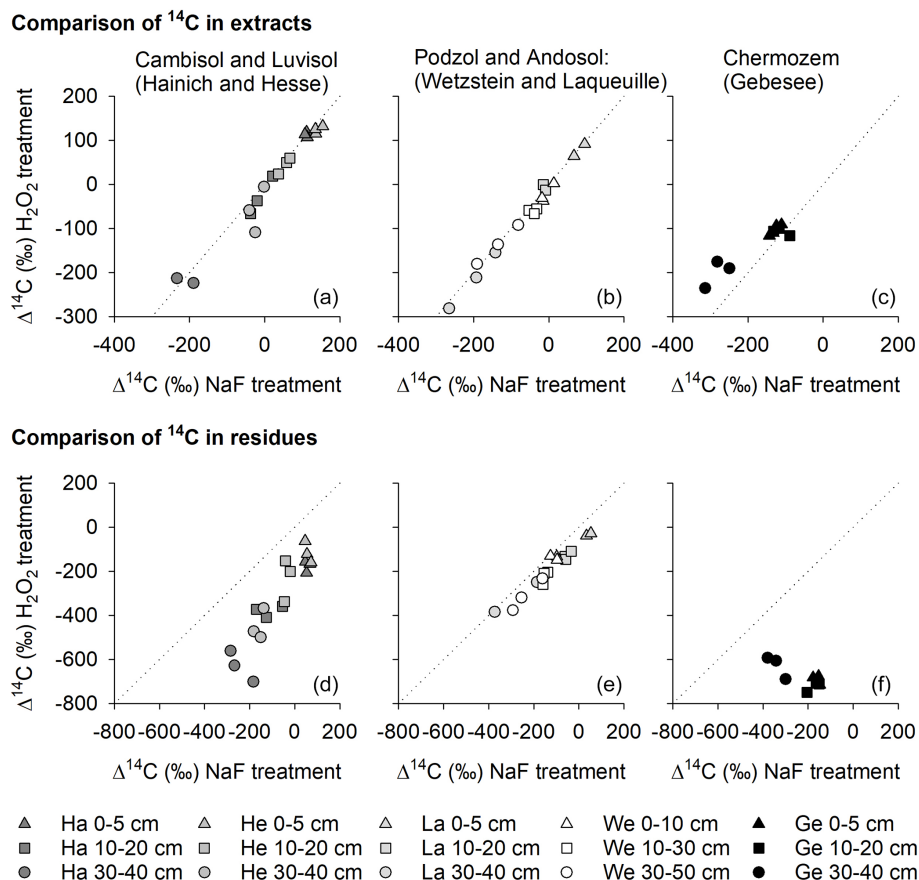 Comparison of ¹⁴C in extracts
Cambisol and Luvisol
(Hainich and Hesse)
Podzol and Andosol:
(Wetzstein and Laqueuille)
Chermozem
(Gebesee)
Δ¹⁴C (‰) H₂O₂ treatment
200
100
0
-100
-200
-300
(a)
(b)
(c)
-400 -200 0 200
-400 -200 0 200
-400 -200 0 200
Δ¹⁴C (‰) NaF treatment
Δ¹⁴C (‰) NaF treatment
Δ¹⁴C (‰) NaF treatment
Comparison of ¹⁴C in residues
Δ¹⁴C (‰) H₂O₂ treatment
200
0
-200
-400
-600
-800
(d)
(e)
(f)
-800 -600 -400 -200 0 200
-800 -600 -400 -200 0 200
-800 -600 -400 -200 0 200
Δ¹⁴C (‰) NaF treatment
Δ¹⁴C (‰) NaF treatment
Δ¹⁴C (‰) NaF treatment
Ha 0-5 cm He 0-5 cm La 0-5 cm We 0-10 cm Ge 0-5 cm
Ha 10-20 cm He 10-20 cm La 10-20 cm We 10-30 cm Ge 10-20 cm
Ha 30-40 cm He 30-40 cm La 30-40 cm We 30-50 cm Ge 30-40 cm